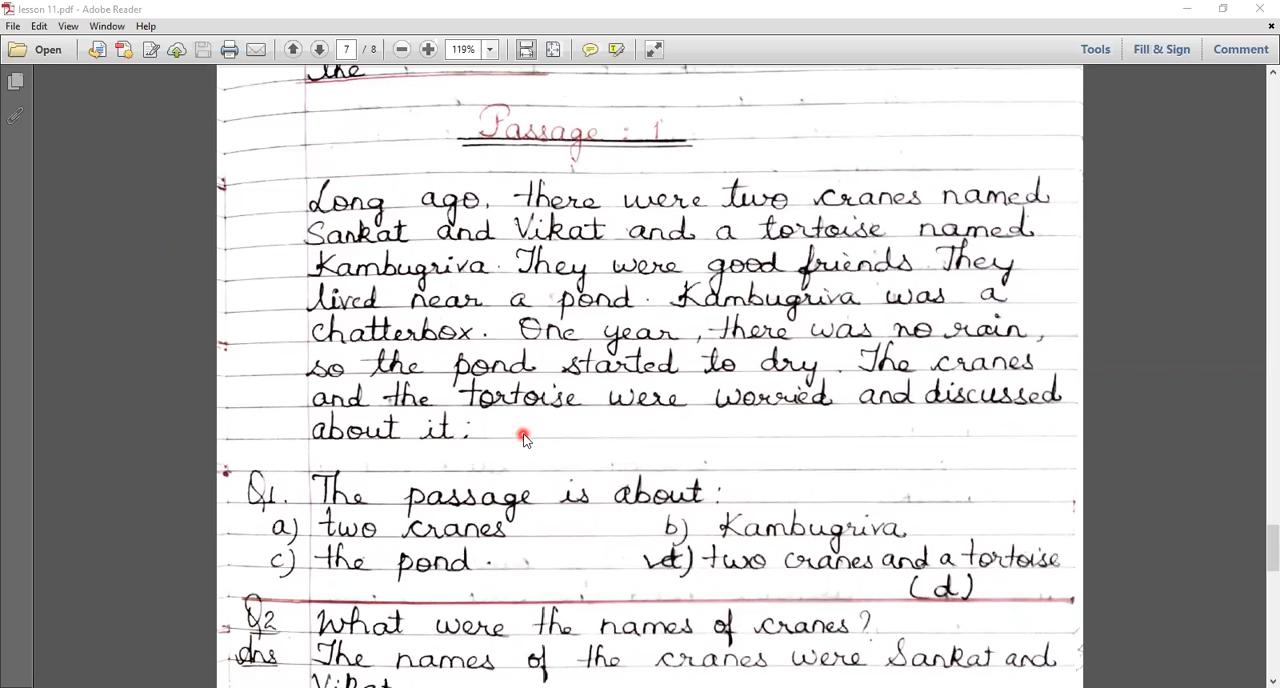 lesson 11.pdf - Adobe Reader
File Edit View Window Help
Open 7 / 8 119% Tools Fill & Sign Comment
the
Passage : 1
Long ago, there were two cranes named
Sankat and Vikat and a tortoise named
Kambugriva. They were good friends. They
lived near a pond. Kambugriva was a
chatterbox. One year, there was no rain,
so the pond started to dry. The cranes
and the tortoise were worried and discussed
about it:
Q1. The passage is about:
a) two cranes b) Kambugriva
c) the pond. d) two cranes and a tortoise
(d)
Q2 What were the names of cranes?
Ans The names of the cranes were Sankat and
Vikat